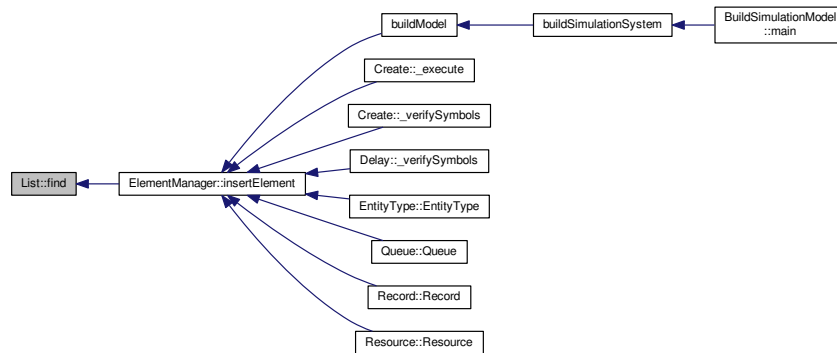 buildModel
buildSimulationSystem
BuildSimulationModel
::main
Create::_execute
Create::_verifySymbols
Delay::_verifySymbols
List::find
ElementManager::insertElement
EntityType::EntityType
Queue::Queue
Record::Record
Resource::Resource